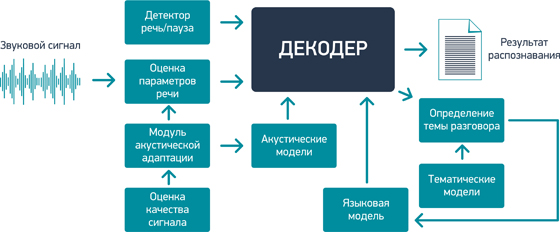 Звуковой сигнал
Детектор
речь/пауза
ДЕКОДЕР
Результат
распознавания
Оценка
параметров
речи
Модуль
акустической
адаптации
Акустические
модели
Оценка
качества
сигнала
Определение
темы разговора
Тематические
модели
Языковая
модель